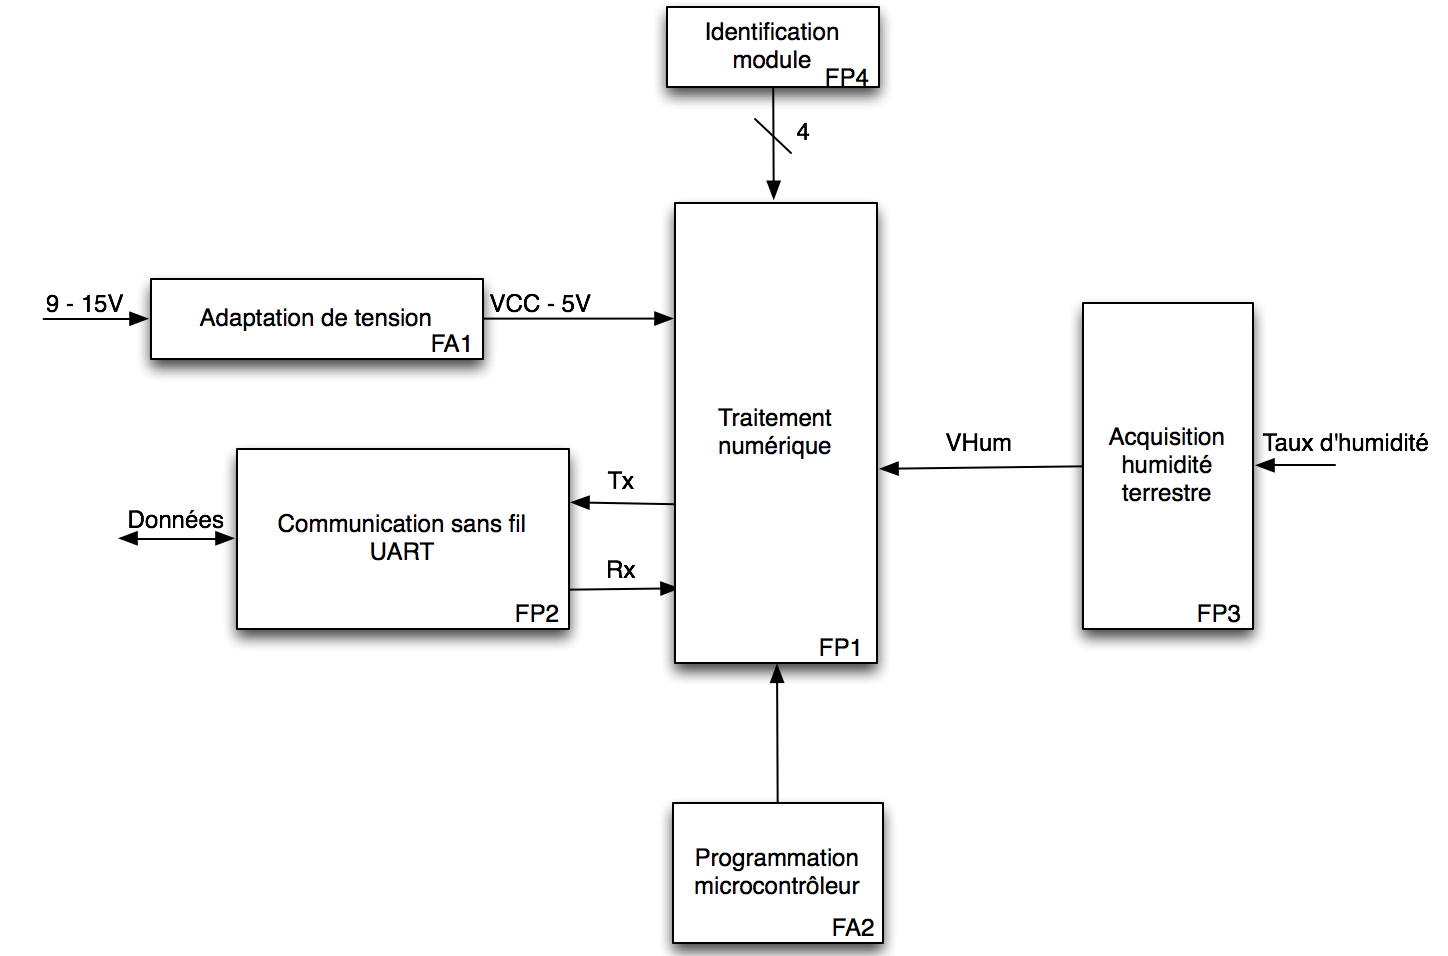 Identification
module
FP4
4
9 - 15V
Adaptation de tension
FA1
VCC - 5V
Traitement
numérique
FP1
Données
Communication sans fil
UART
FP2
Tx
Rx
VHum
Acquisition
humidité
terrestre
FP3
Taux d'humidité
Programmation
microcontrôleur
FA2